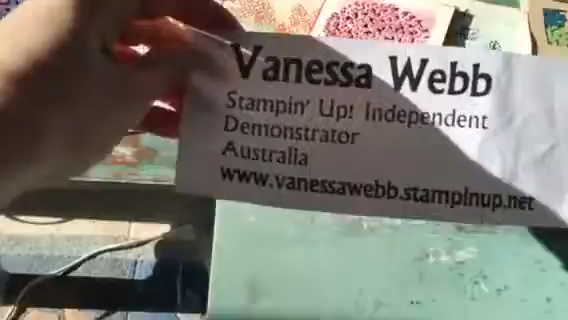 Vanessa Webb
Stampin' Up! Independent
Demonstrator
Australia
www.vanessawebb.stampinup.net